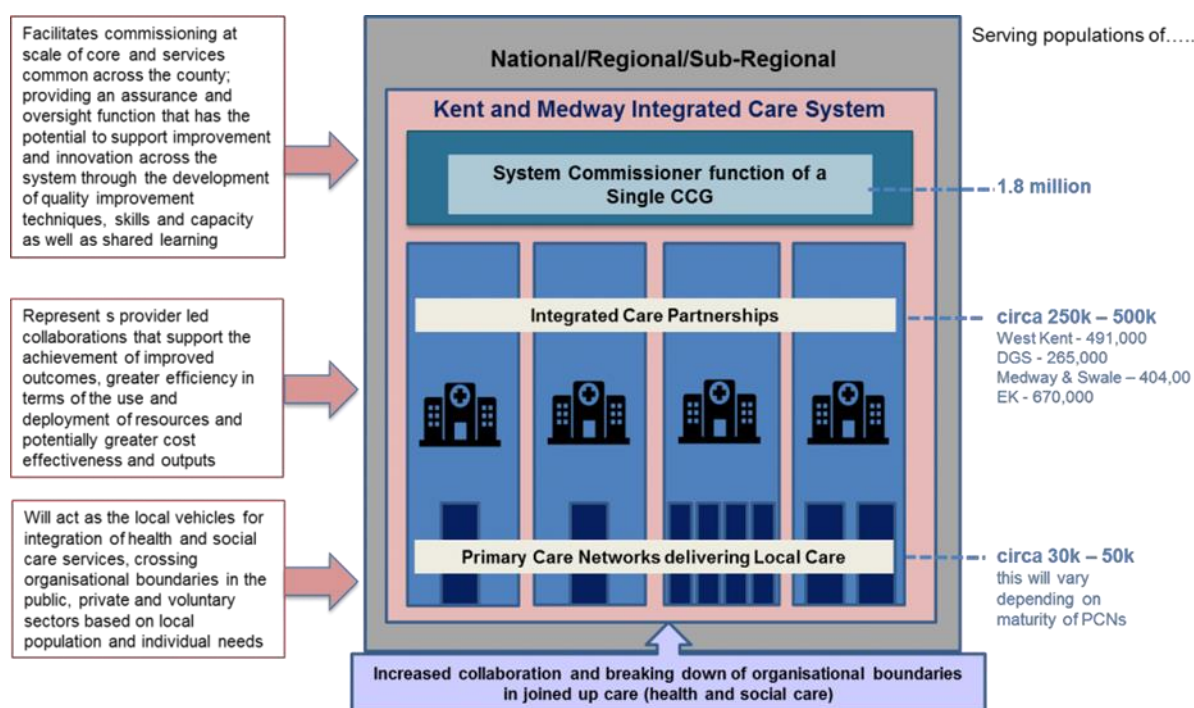 Facilitates commissioning at
scale of core and services
common across the county;
providing an assurance and
oversight function that has the
potential to support improvement
and innovation across the
system through the development
of quality improvement
techniques, skills and capacity
as well as shared learning
Represent s provider led
collaborations that support the
achievement of improved
outcomes, greater efficiency in
terms of the use and
deployment of resources and
potentially greater cost
effectiveness and outputs
Will act as the local vehicles for
integration of health and social
care services, crossing
organisational boundaries in the
public, private and voluntary
sectors based on local
population and individual needs
National/Regional/Sub-Regional
Kent and Medway Integrated Care System
System Commissioner function of a
Single CCG
Integrated Care Partnerships
Primary Care Networks delivering Local Care
Increased collaboration and breaking down of organisational boundaries
in joined up care (health and social care)
Serving populations of…..
1.8 million
circa 250k – 500k
West Kent - 491,000
DGS - 265,000
Medway & Swale – 404,00
EK - 670,000
circa 30k – 50k
this will vary
depending on
maturity of PCNs